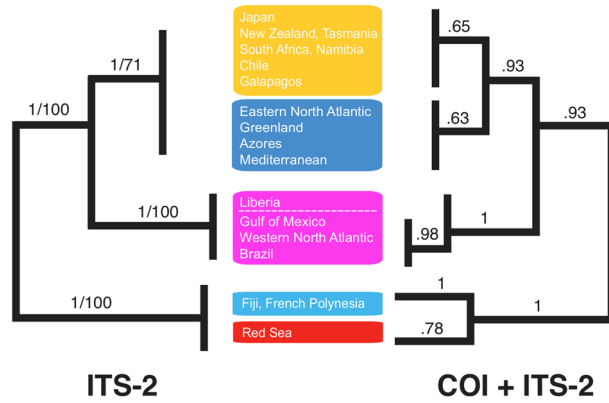 Japan
New Zealand, Tasmania
South Africa, Namibia
Chile
Galapagos
Eastern North Atlantic
Greenland
Azores
Mediterranean
Liberia
Gulf of Mexico
Western North Atlantic
Brazil
Fiji, French Polynesia
Red Sea
1/71
1/100
1/100
1/100
ITS-2
.65
.93
.63
.93
.98
1
1
1
.78
COI + ITS-2